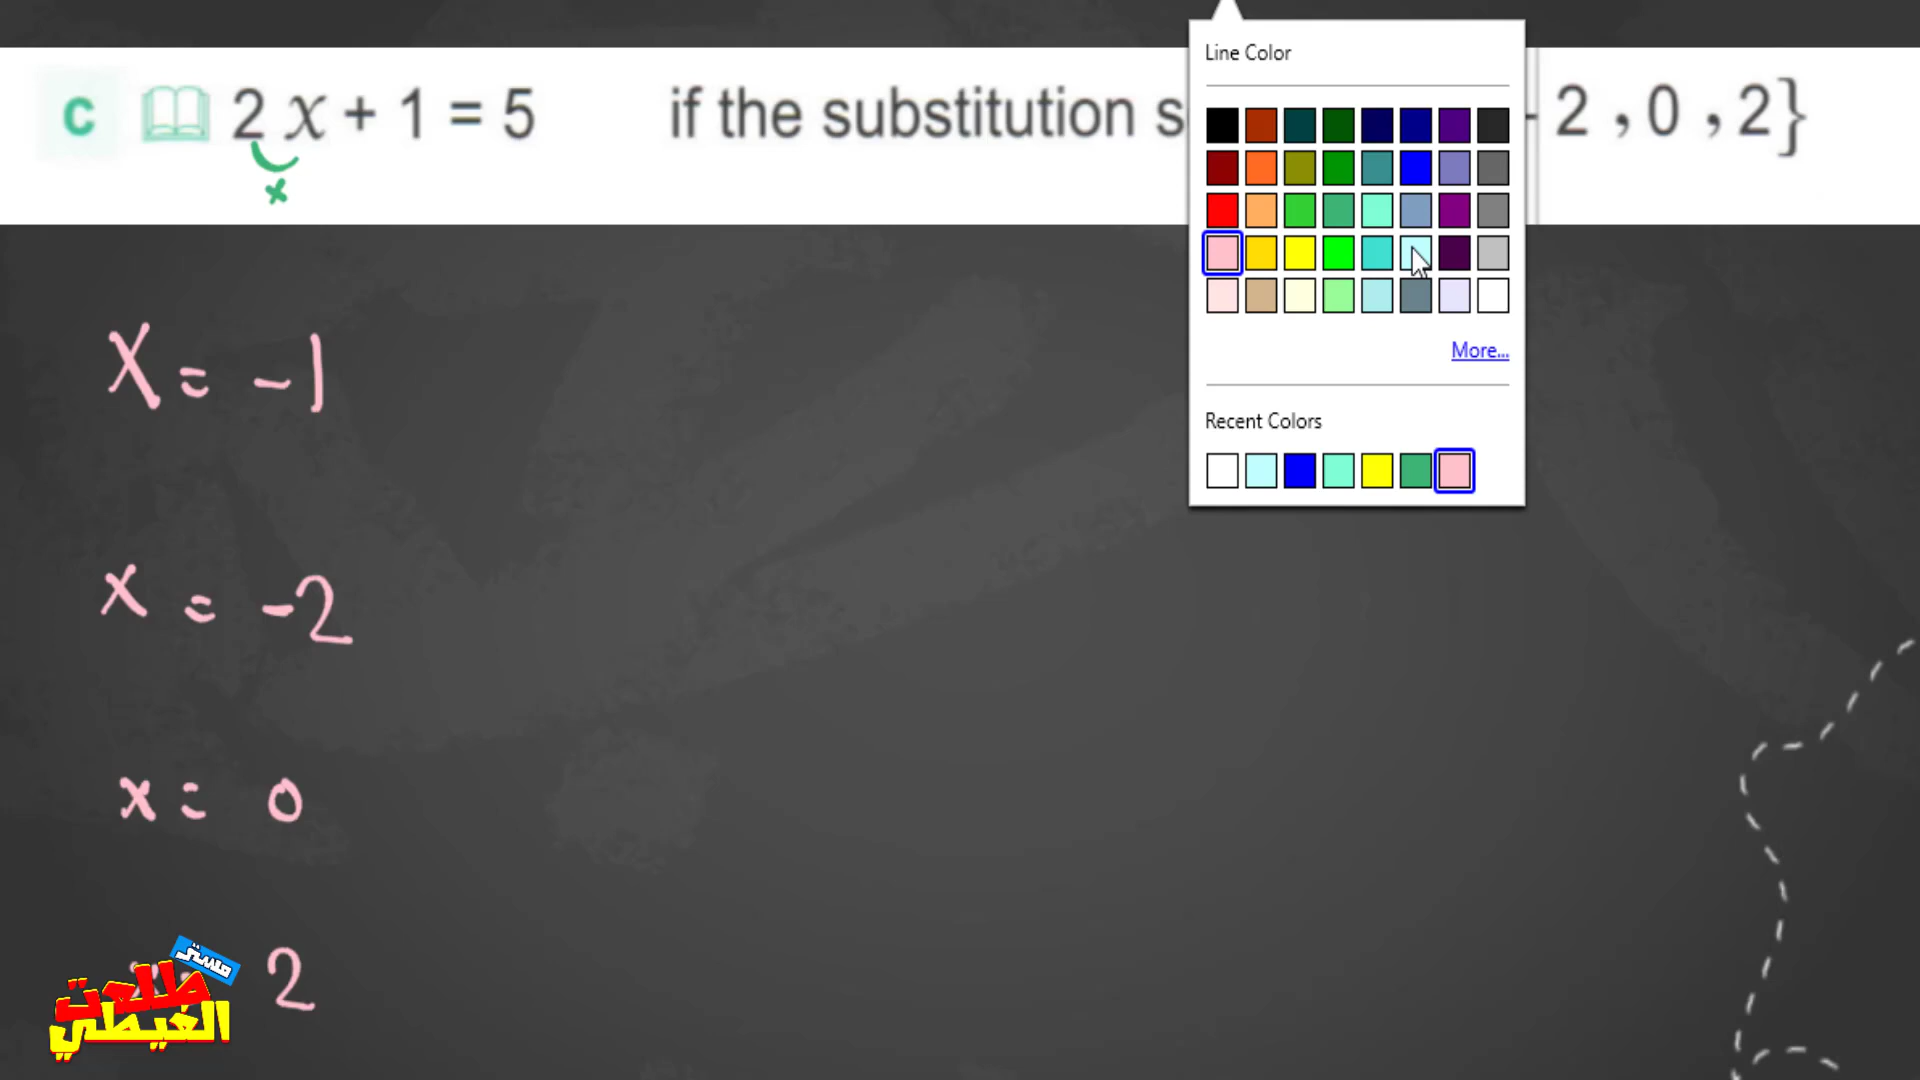 c 2 x + 1 = 5 if the substitution s - 2 , 0 , 2}
x
Line Color
More...
Recent Colors
X = -1
x = -2
x = 0
2
مستر
طلعت
الغيطي